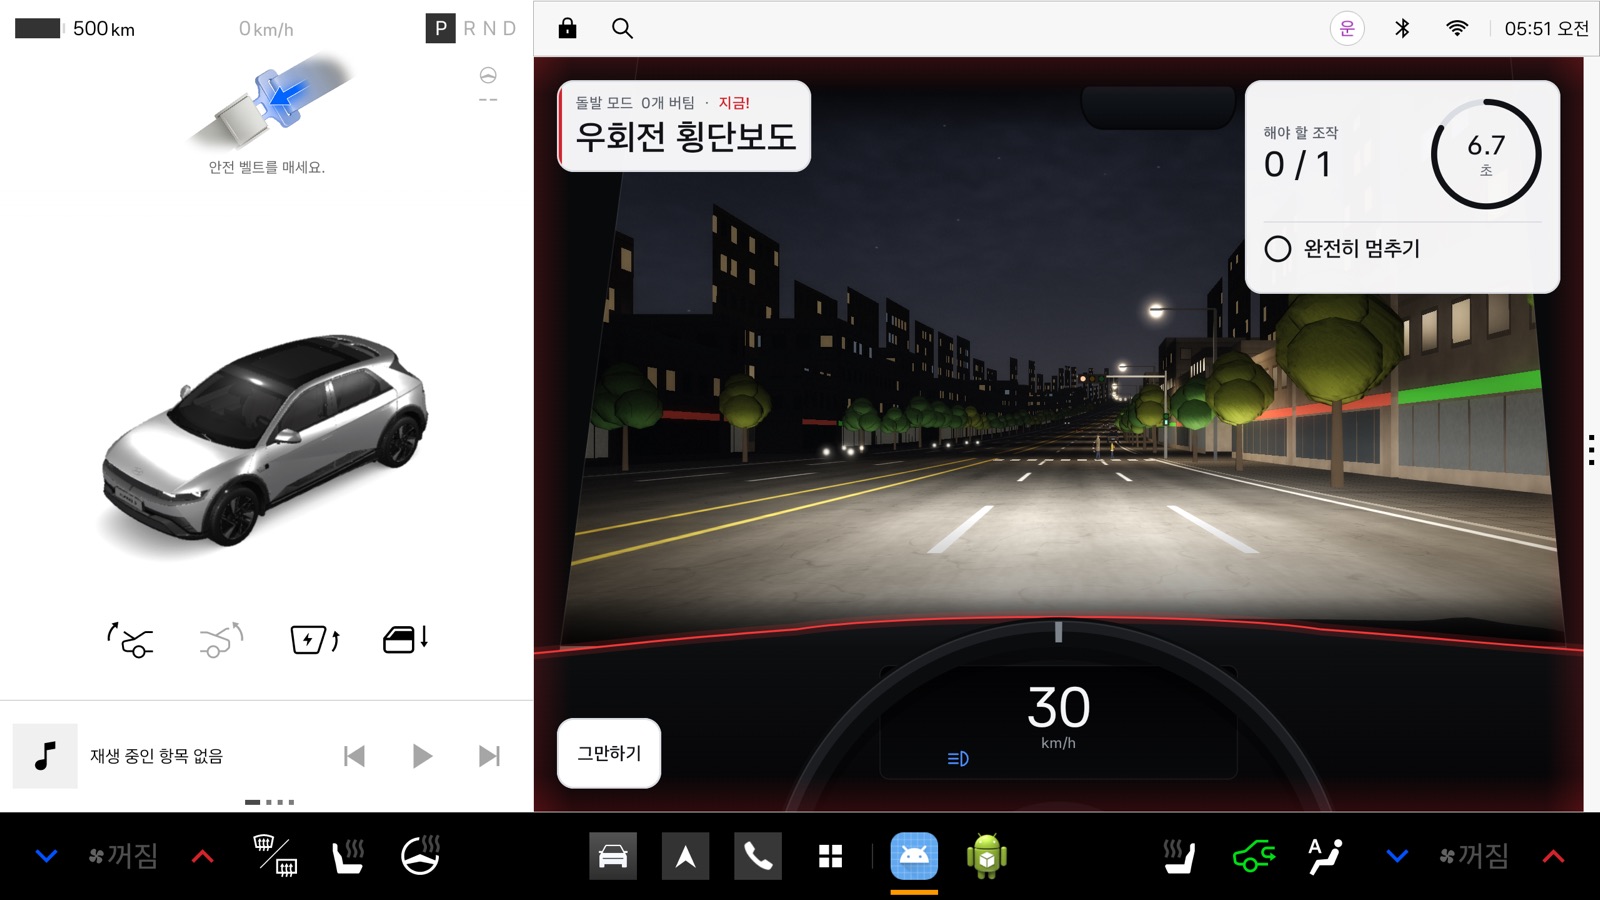 500 km
0 km/h
P R N D
운
05:51 오전
안전 벨트를 매세요.
돌발 모드 0개 버팀 · 지금!
우회전 횡단보도
해야 할 조작
0 / 1
6.7
초
완전히 멈추기
30
km/h
그만하기
재생 중인 항목 없음
꺼짐
A
꺼짐